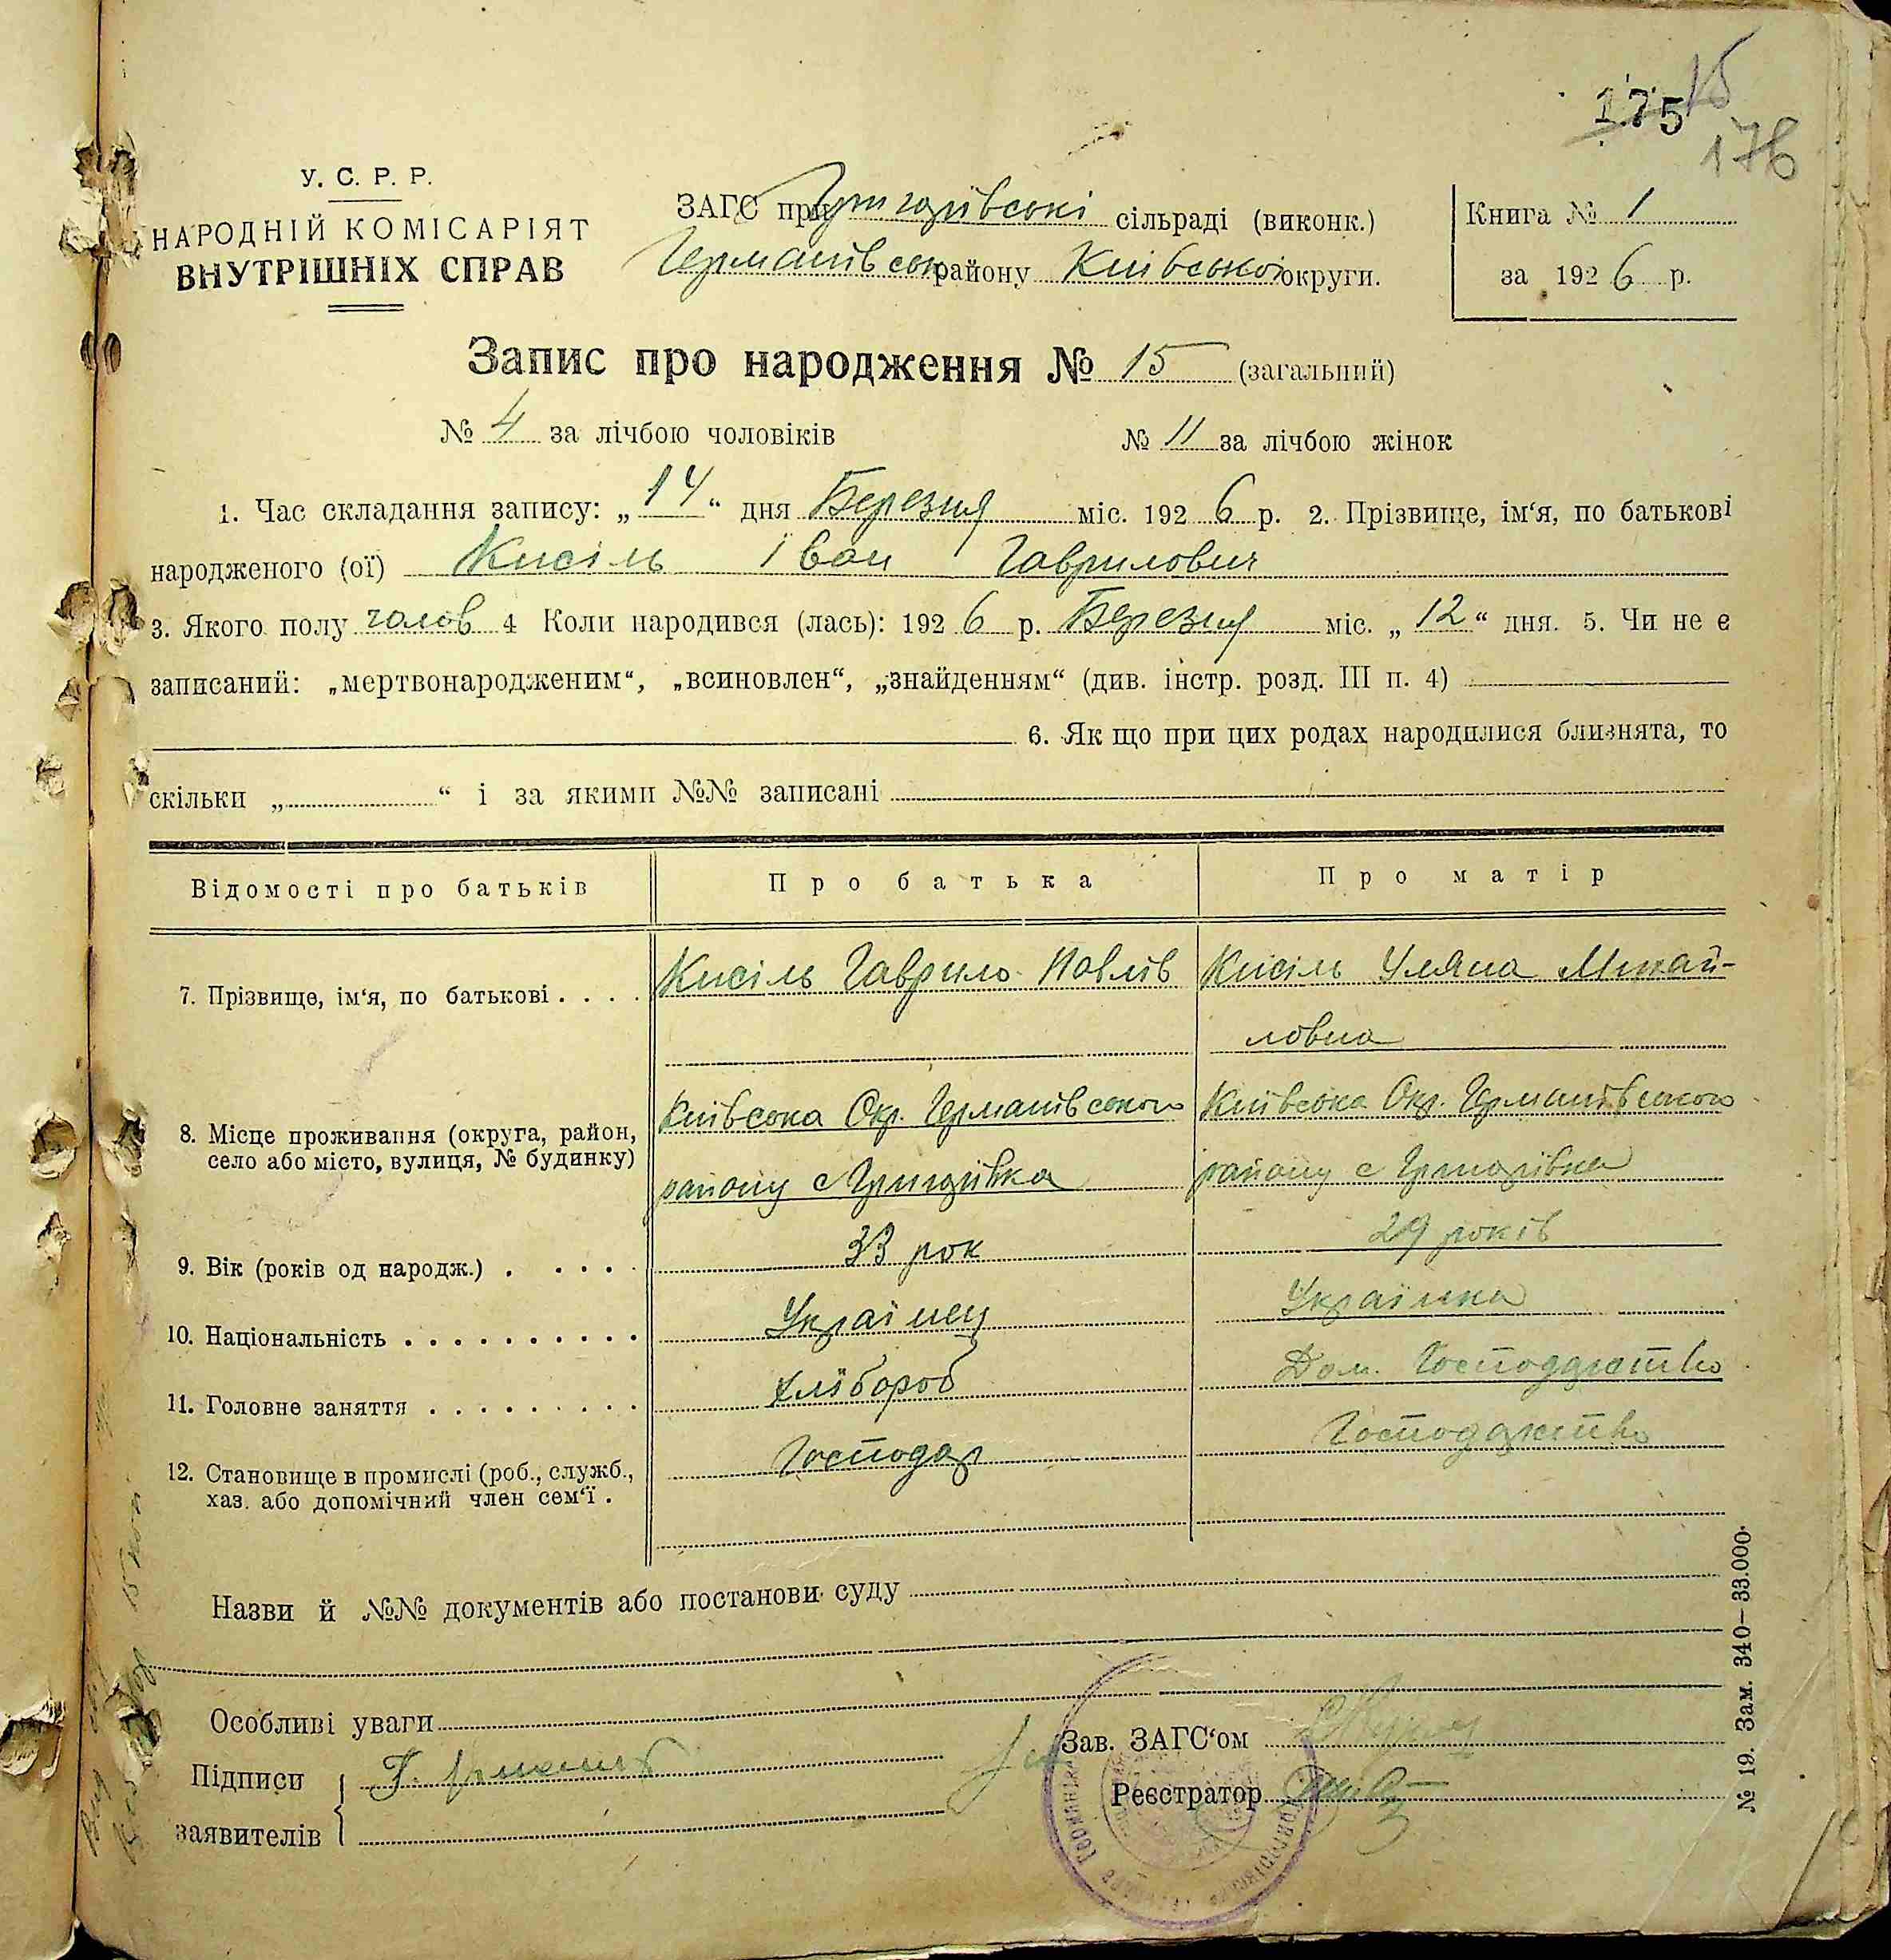 175 15
176
У. С. Р. Р.
НАРОДНІЙ КОМІСАРІЯТ
ВНУТРІШНІХ СПРАВ
ЗАГС при Григорівські сільраді (виконк.)
Германівськ району Київської округи.
Книга № 1
за 1926 р.
Запис про народження № 15 (загальний)
№ 4 за лічбою чоловіків № 11 за лічбою жінок
1. Час складання запису: „14“ дня Березня міс. 1926 р. 2. Прізвище, ім‘я, по батькові
народженого (ої) Кисіль Іван Гаврилович
3. Якого полу чолов 4 Коли народився (лась): 1926 р. Березня міс. „12“ дня. 5. Чи не є
записаний: „мертвонародженим“, „всиновлен“, „знайденням“ (див. інстр. розд. III п. 4)
6. Як що при цих родах народилися близнята, то
скільки „ “ і за якими №№ записані
Відомості про батьків Про батька Про матір
7. Прізвище, ім‘я, по батькові . . . . Кисіль Гаврило Павлів Кисіль Уляна Михай-
ловна
8. Місце проживання (округа, район,
село або місто, вулиця, № будинку)
Київська Окр. Германівського
району с Григорівка
Київська Окр. Германівського
району с Григорівка
9. Вік (років од народж.) . . . . . 33 рок 29 років
10. Національність . . . . . . . . . . Українец Українка
11. Головне заняття . . . . . . . . . Хлібороб Дом. Господарство
12. Становище в промислі (роб., служб.,
хаз. або допомічний член сем‘ї .
Господар Господарство
Назви й №№ документів або постанови суду
Особливі уваги
Підписи
заявителів
Зав. ЗАГС‘ом
Реєстратор
№ 19. Зам. 340—33.000.